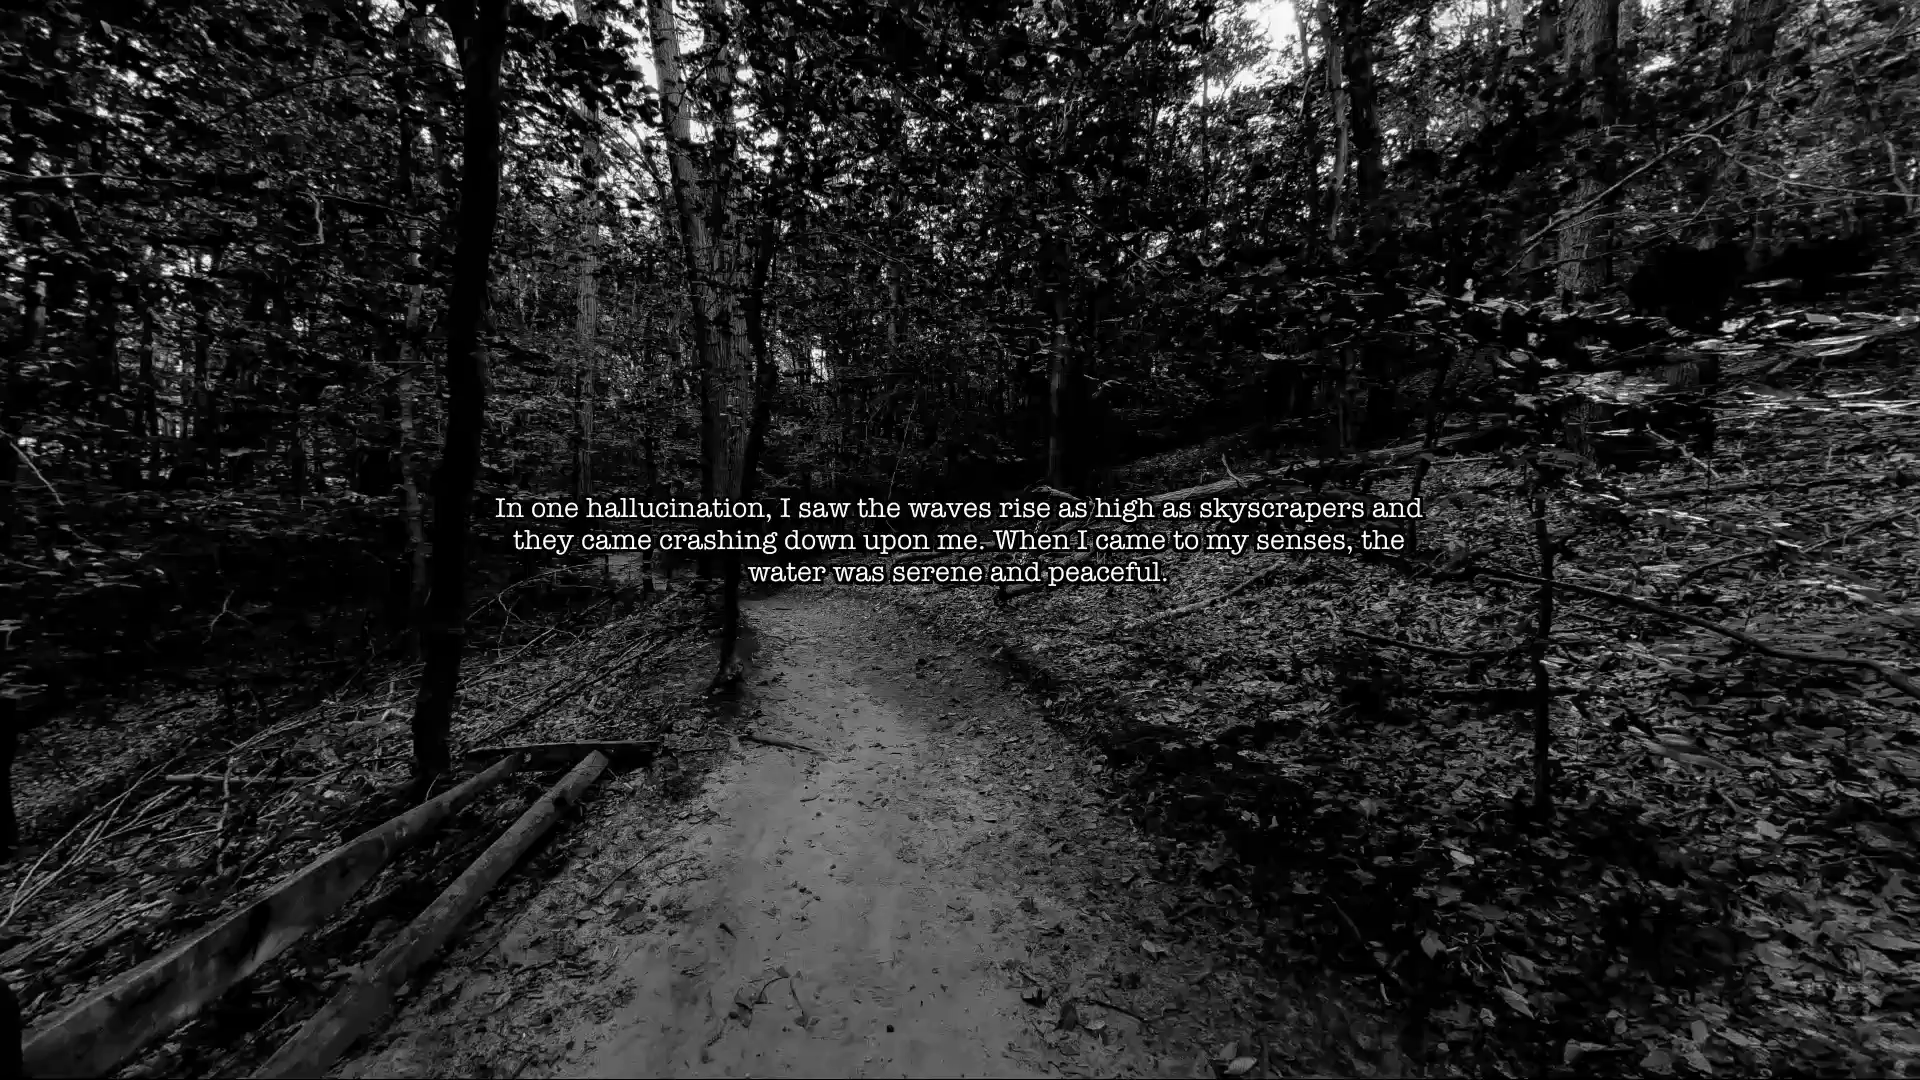 In one hallucination, I saw the waves rise as high as skyscrapers and
they came crashing down upon me. When I came to my senses, the
water was serene and peaceful.